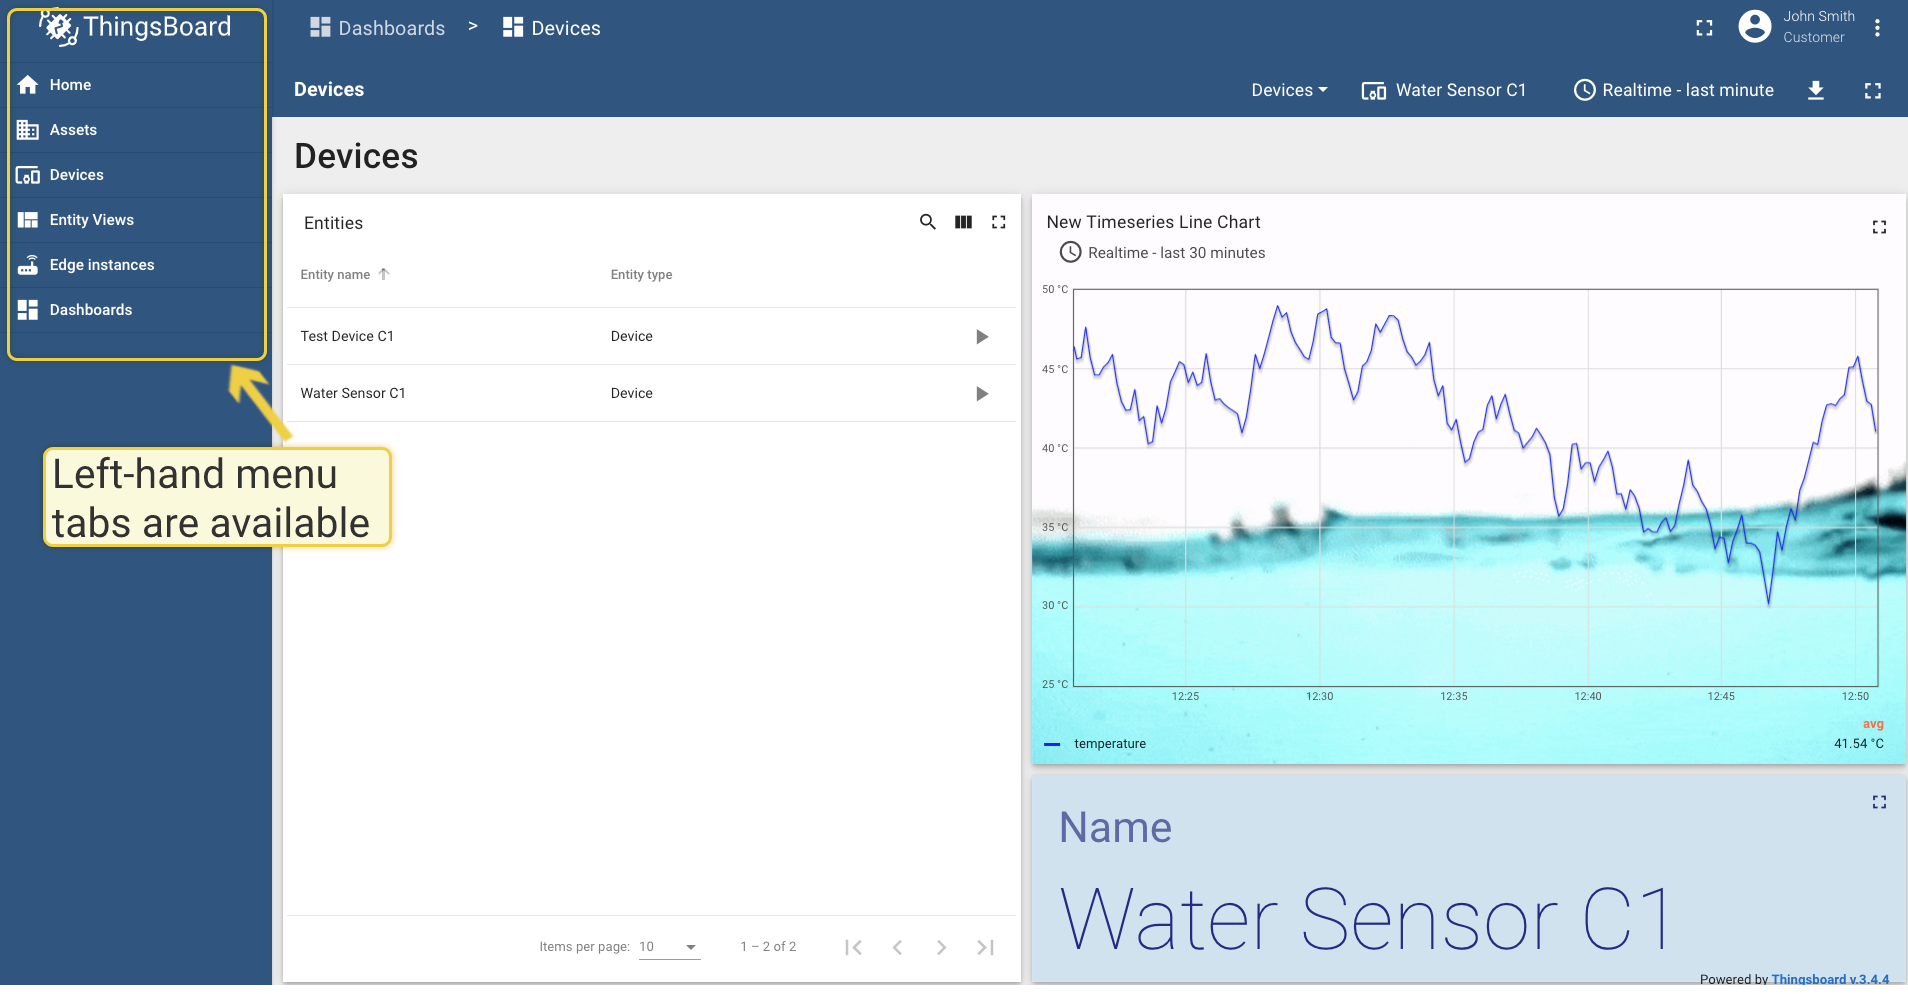 ThingsBoard
Dashboards > Devices
John Smith
Customer
Home
Assets
Devices
Entity Views
Edge instances
Dashboards
Left-hand menu
tabs are available
Devices
Devices Water Sensor C1 Realtime - last minute
Devices
Entities
Entity name Entity type
Test Device C1 Device
Water Sensor C1 Device
Items per page: 10 1 – 2 of 2
New Timeseries Line Chart
Realtime - last 30 minutes
50 °C
45 °C
40 °C
35 °C
30 °C
25 °C
12:25 12:30 12:35 12:40 12:45 12:50
avg
temperature 41.54 °C
Name
Water Sensor C1
Powered by Thingsboard v.3.4.4